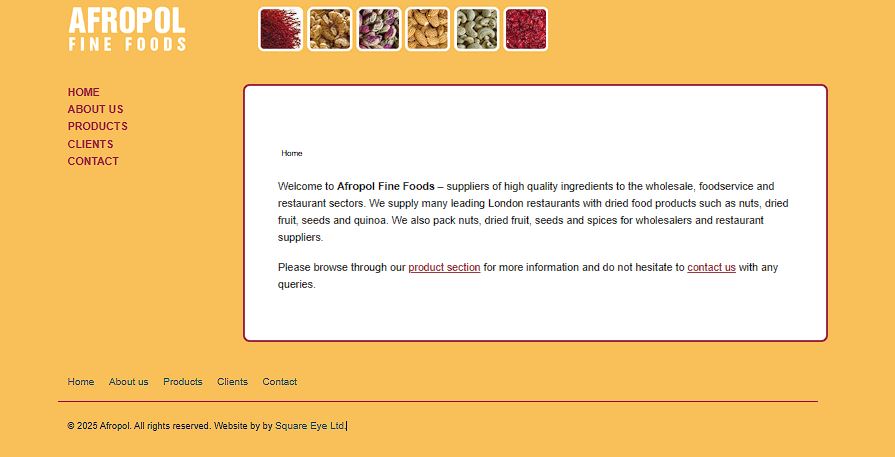 AFROPOL
FINE FOODS
HOME
ABOUT US
PRODUCTS
CLIENTS
CONTACT
Home
Welcome to Afropol Fine Foods – suppliers of high quality ingredients to the wholesale, foodservice and
restaurant sectors. We supply many leading London restaurants with dried food products such as nuts, dried
fruit, seeds and quinoa. We also pack nuts, dried fruit, seeds and spices for wholesalers and restaurant
suppliers.
Please browse through our product section for more information and do not hesitate to contact us with any
queries.
Home About us Products Clients Contact
© 2025 Afropol. All rights reserved. Website by by Square Eye Ltd.